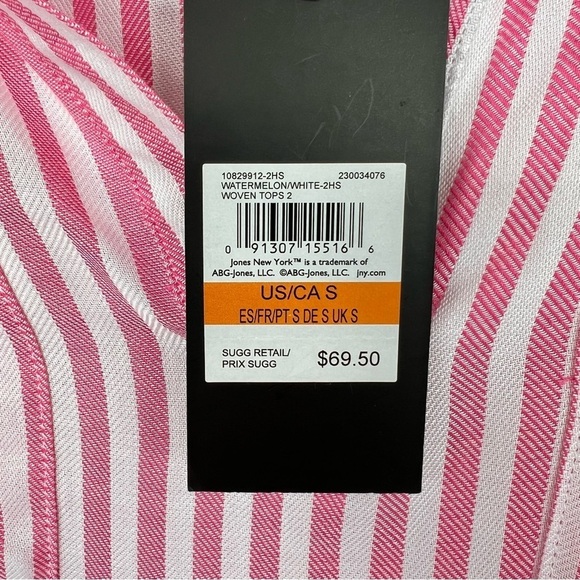 10829912-2HS 230034076
WATERMELON/WHITE-2HS
WOVEN TOPS 2
0 91307 15516 6
Jones New York™ is a trademark of
ABG-Jones, LLC. ©ABG-Jones, LLC. jny.com
US/CA S
ES/FR/PT S DE S UK S
SUGG RETAIL/
PRIX SUGG $69.50